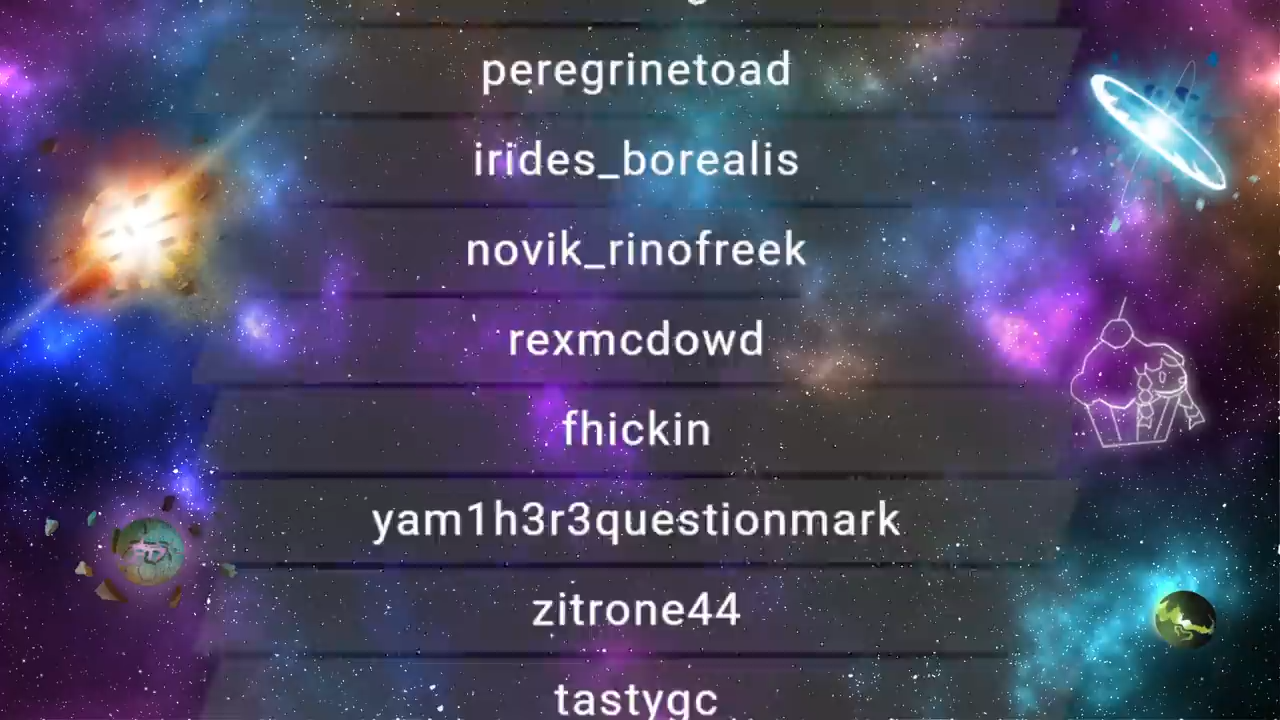 peregrinetoad
irides_borealis
novik_rinofreek
rexmcdowd
fhickin
yam1h3r3questionmark
zitrone44
tastygc